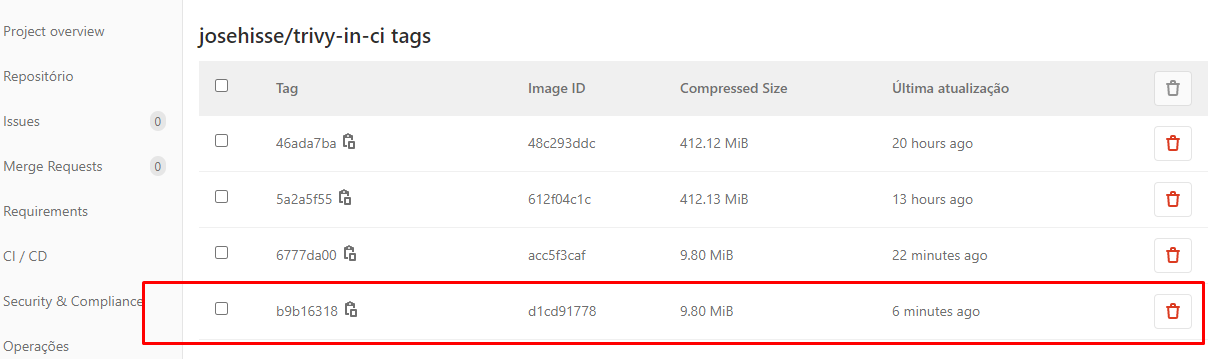 Project overview
Repositório
Issues 0
Merge Requests 0
Requirements
CI / CD
Security & Compliance
Operações
josehisse/trivy-in-ci tags
Tag Image ID Compressed Size Última atualização
46ada7ba 48c293ddc 412.12 MiB 20 hours ago
5a2a5f55 612f04c1c 412.13 MiB 13 hours ago
6777da00 acc5f3caf 9.80 MiB 22 minutes ago
b9b16318 d1cd91778 9.80 MiB 6 minutes ago